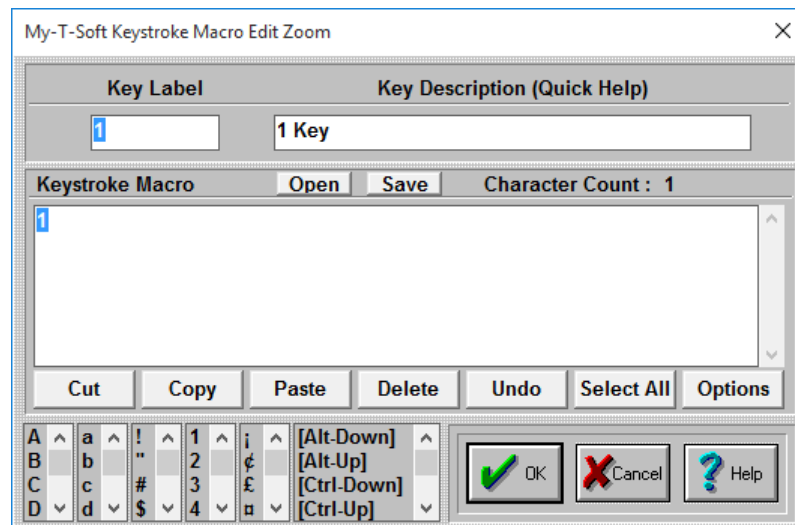 My-T-Soft Keystroke Macro Edit Zoom
Key Label Key Description (Quick Help)
1 1 Key
Keystroke Macro Open Save Character Count : 1
1
Cut Copy Paste Delete Undo Select All Options
A a ! 1 ¡ [Alt-Down]
B b " 2 ¢ [Alt-Up]
C c # 3 £ [Ctrl-Down]
D d $ 4 ¤ [Ctrl-Up]
OK Cancel Help